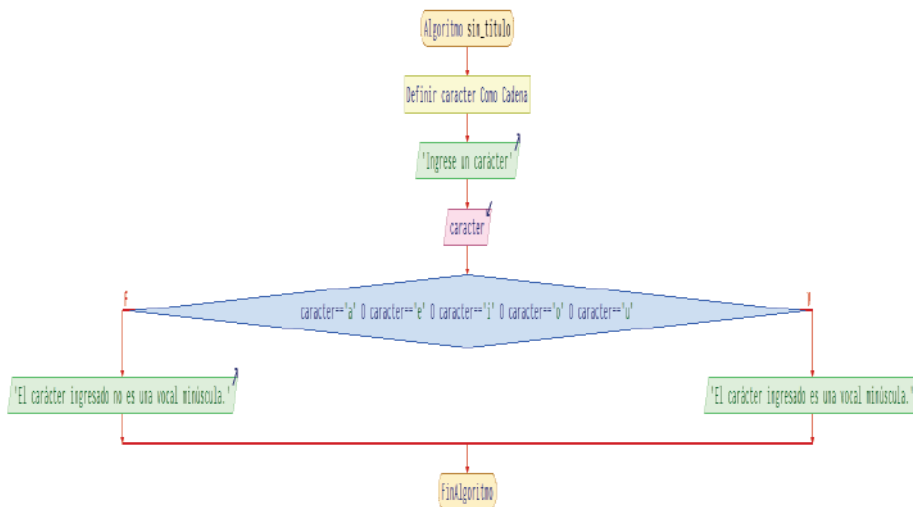 Algoritmo sin_titulo
Definir caracter Como Cadena
'Ingrese un carácter'
caracter
F
V
caracter=='a' O caracter=='e' O caracter=='i' O caracter=='o' O caracter=='u'
'El carácter ingresado no es una vocal minúscula.'
'El carácter ingresado es una vocal minúscula.'
FinAlgoritmo